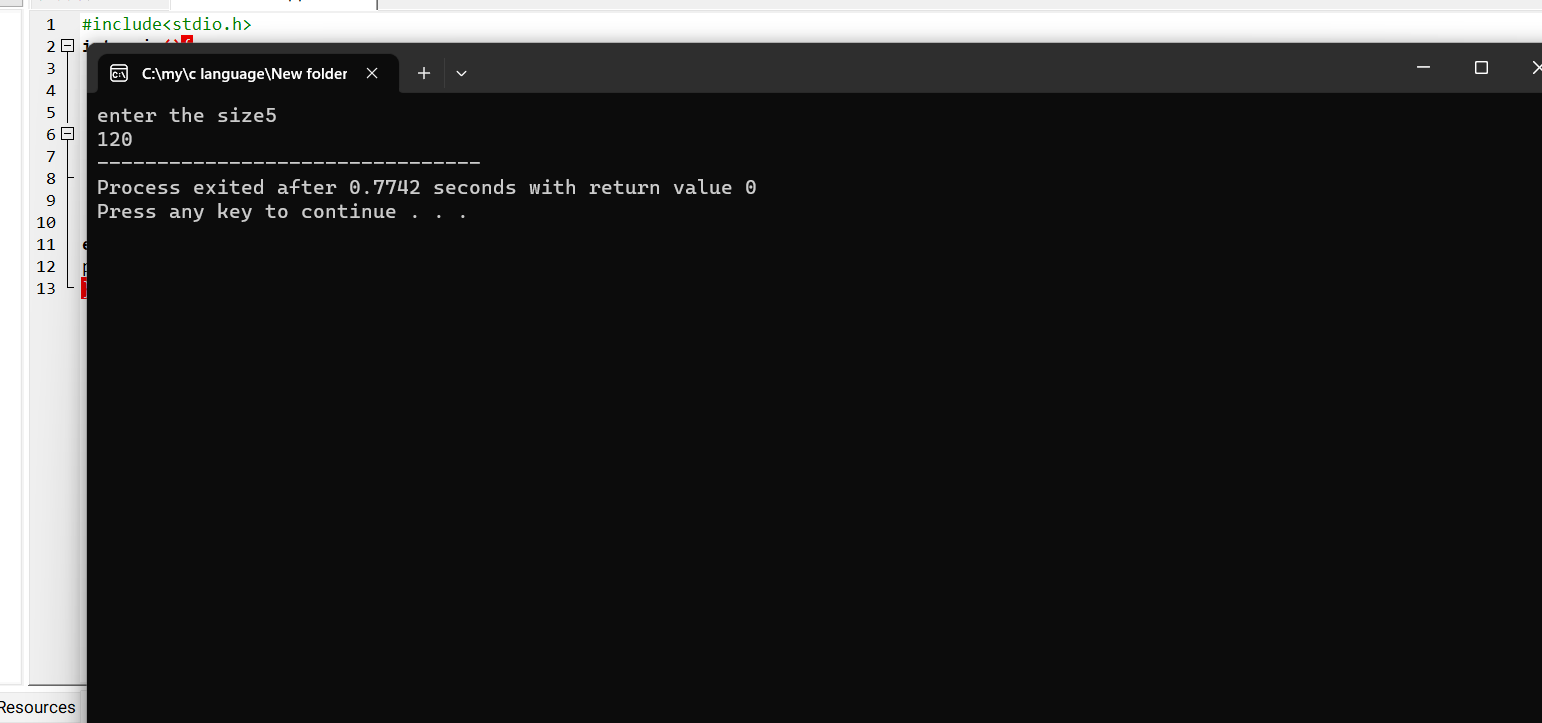 1 #include<stdio.h>
2
3
4
5
6
7
8
9
10
11
12
13
C:\my\c language\New folder
enter the size5
120
--------------------------------
Process exited after 0.7742 seconds with return value 0
Press any key to continue . . .
Resources